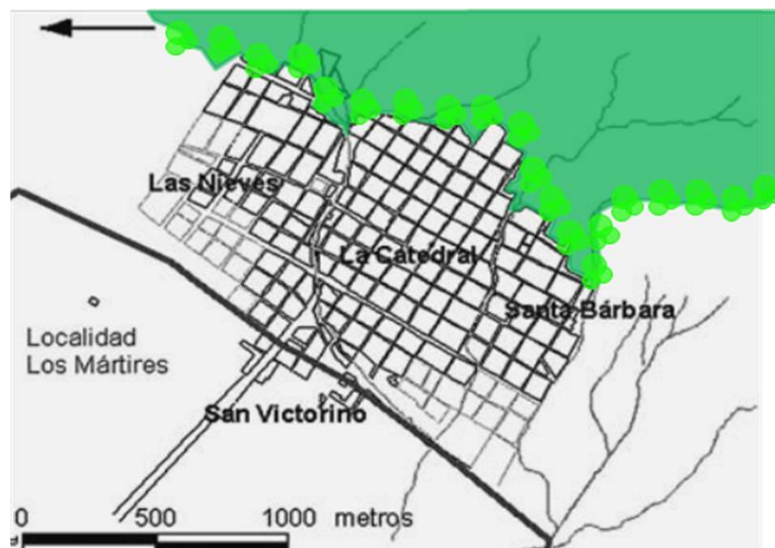 Las Nieves
La Catedral
Santa Bárbara
Localidad
Los Mártires
San Victorino
0 500 1000 metros